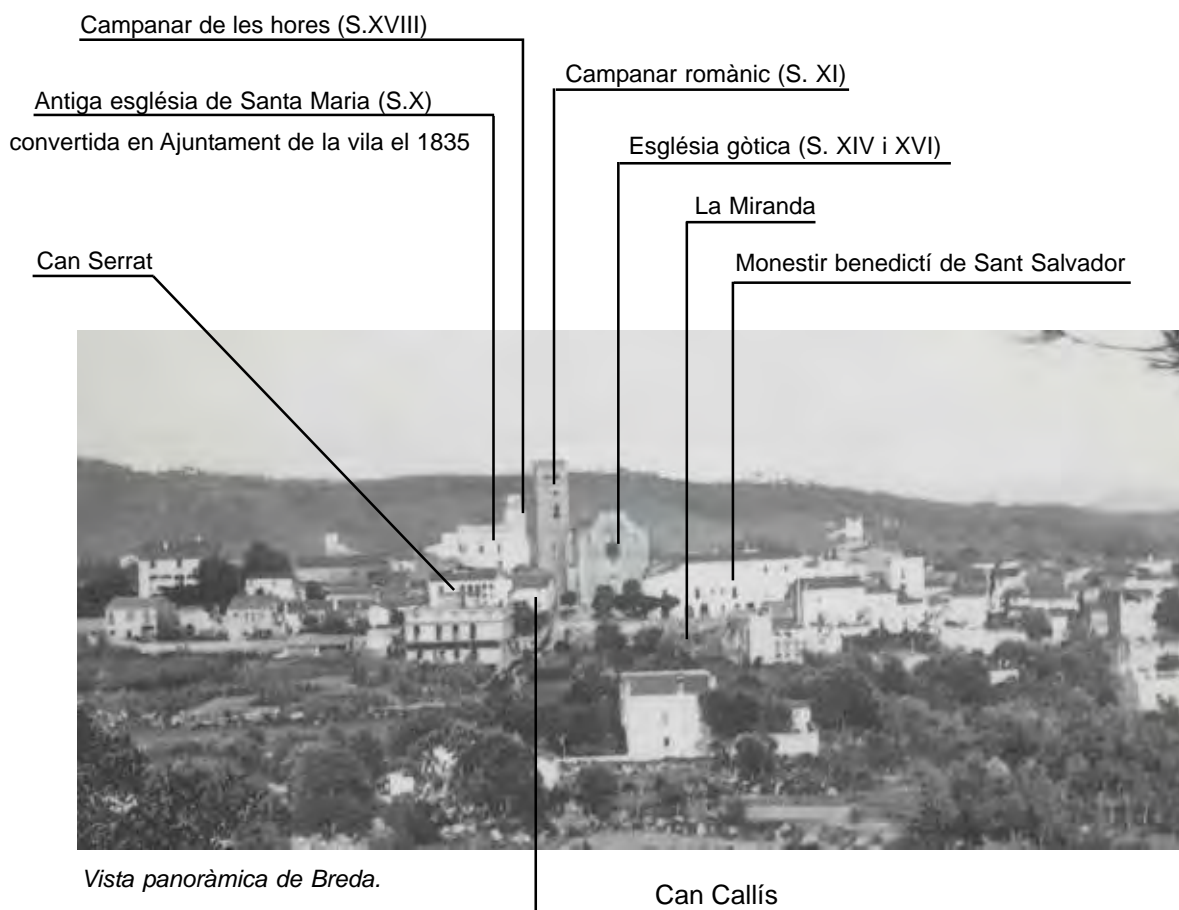 Campanar de les hores (S.XVIII)
Campanar romànic (S. XI)
Antiga església de Santa Maria (S.X)
convertida en Ajuntament de la vila el 1835
Església gòtica (S. XIV i XVI)
La Miranda
Can Serrat
Monestir benedictí de Sant Salvador
Vista panoràmica de Breda.
Can Callís